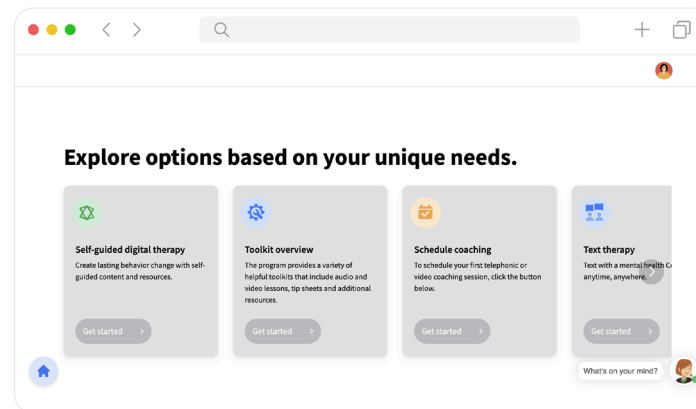 Explore options based on your unique needs.
Self-guided digital therapy
Create lasting behavior change with self-
guided content and resources.
Get started
Toolkit overview
The program provides a variety of
helpful toolkits that include audio and
video lessons, tip sheets and additional
resources.
Get started
Schedule coaching
To schedule your first telephonic or
video coaching session, click the button
below.
Get started
Text therapy
Text with a mental health C
anytime, anywhere.
Get started
What's on your mind?